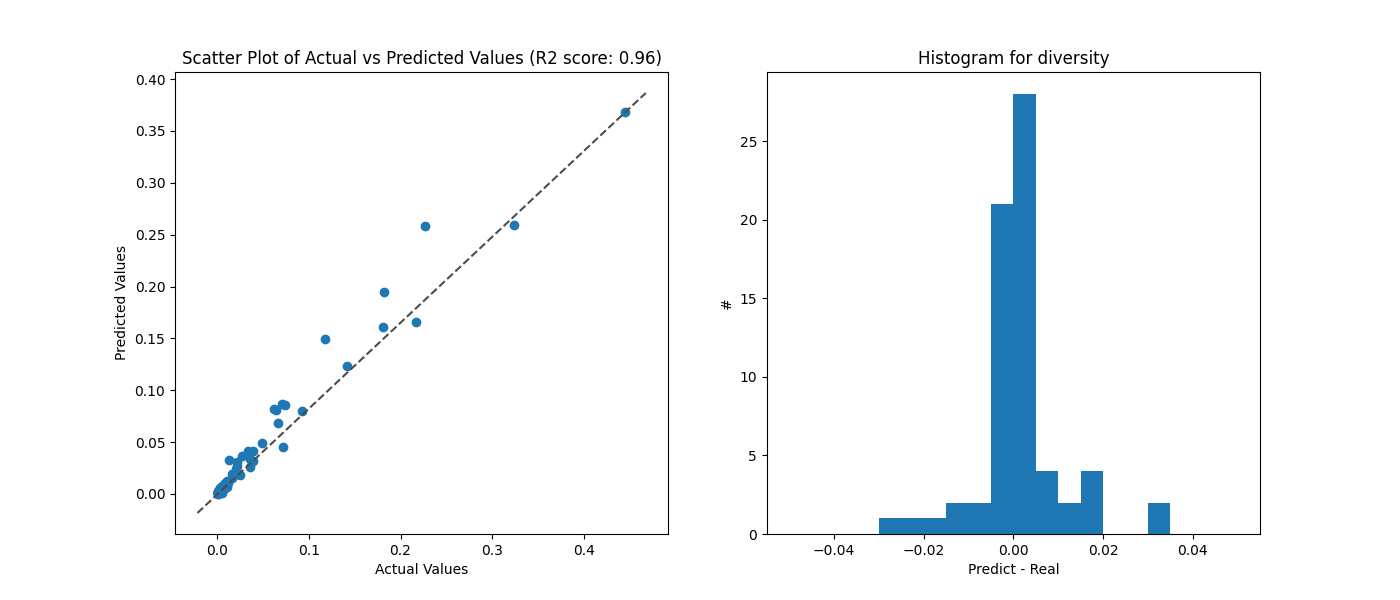 Scatter Plot of Actual vs Predicted Values (R2 score: 0.96)
0.40
0.35
0.30
0.25
0.20
0.15
0.10
0.05
0.00
Predicted Values
0.0 0.1 0.2 0.3 0.4
Actual Values
Histogram for diversity
25
20
15
10
5
0
#
−0.04 −0.02 0.00 0.02 0.04
Predict - Real